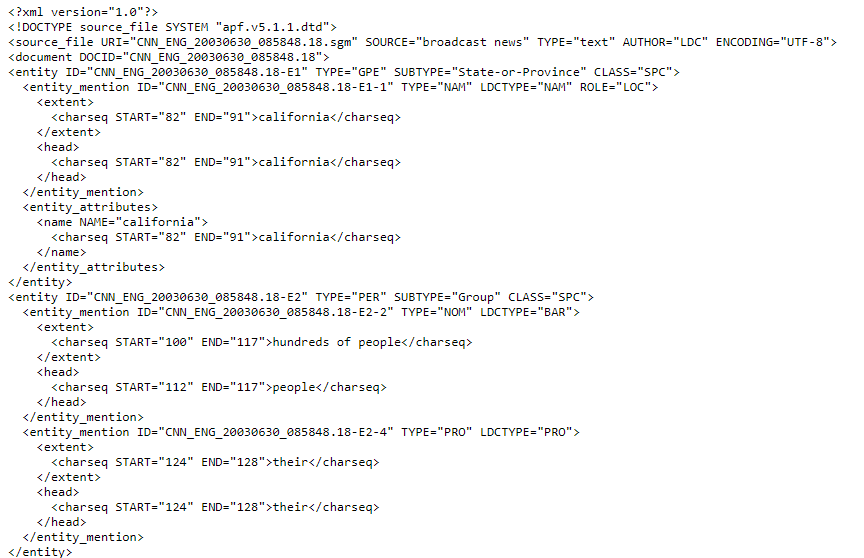 <?xml version="1.0"?>
<!DOCTYPE source_file SYSTEM "apf.v5.1.1.dtd">
<source_file URI="CNN_ENG_20030630_085848.18.sgm" SOURCE="broadcast news" TYPE="text" AUTHOR="LDC" ENCODING="UTF-8">
<document DOCID="CNN_ENG_20030630_085848.18">
<entity ID="CNN_ENG_20030630_085848.18-E1" TYPE="GPE" SUBTYPE="State-or-Province" CLASS="SPC">
  <entity_mention ID="CNN_ENG_20030630_085848.18-E1-1" TYPE="NAM" LDCTYPE="NAM" ROLE="LOC">
    <extent>
      <charseq START="82" END="91">california</charseq>
    </extent>
    <head>
      <charseq START="82" END="91">california</charseq>
    </head>
  </entity_mention>
  <entity_attributes>
    <name NAME="california">
      <charseq START="82" END="91">california</charseq>
    </name>
  </entity_attributes>
</entity>
<entity ID="CNN_ENG_20030630_085848.18-E2" TYPE="PER" SUBTYPE="Group" CLASS="SPC">
  <entity_mention ID="CNN_ENG_20030630_085848.18-E2-2" TYPE="NOM" LDCTYPE="BAR">
    <extent>
      <charseq START="100" END="117">hundreds of people</charseq>
    </extent>
    <head>
      <charseq START="112" END="117">people</charseq>
    </head>
  </entity_mention>
  <entity_mention ID="CNN_ENG_20030630_085848.18-E2-4" TYPE="PRO" LDCTYPE="PRO">
    <extent>
      <charseq START="124" END="128">their</charseq>
    </extent>
    <head>
      <charseq START="124" END="128">their</charseq>
    </head>
  </entity_mention>
</entity>